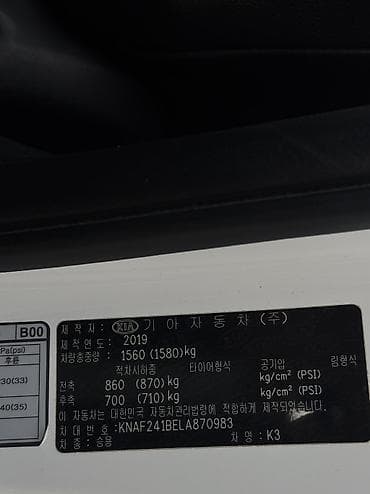 B00
Pa(psi)
후륜
230(33)
240(35)
제 작 자 : KIA 기 아 자 동 차 (주)
제 작 연 도 : 2019
차량총중량 : 1560 (1580)kg
적차시하중 타이어형식 공기압 림형식
전축 860 (870)kg kg/cm² (PSI)
후축 700 (710)kg kg/cm² (PSI)
이 자동차는 대한민국 자동차관리법령에 적합하게 제작되었습니다.
차 대 번 호 : KNAF241BELA870983
차 종 : 승용 차 명 : K3